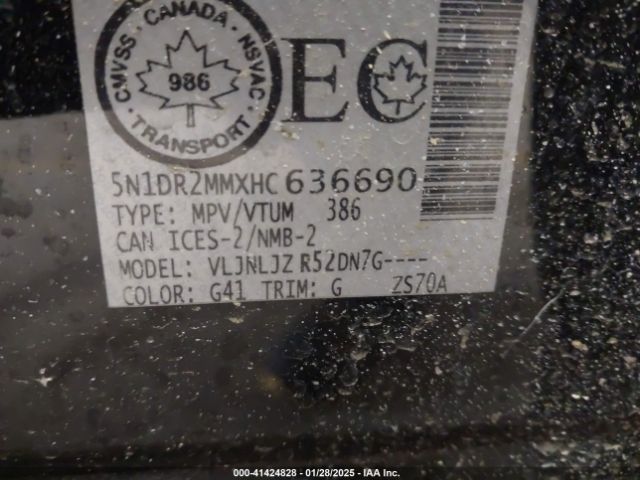 CMVSS · CANADA · NSVAC
986
TRANSPORT
EC
5N1DR2MMXHC636690
TYPE: MPV/VTUM 386
CAN ICES-2/NMB-2
MODEL: VLJNLJZ R52DN7G----
COLOR: G41 TRIM: G ZS70A
000-41424828 - 01/28/2025 - IAA Inc.